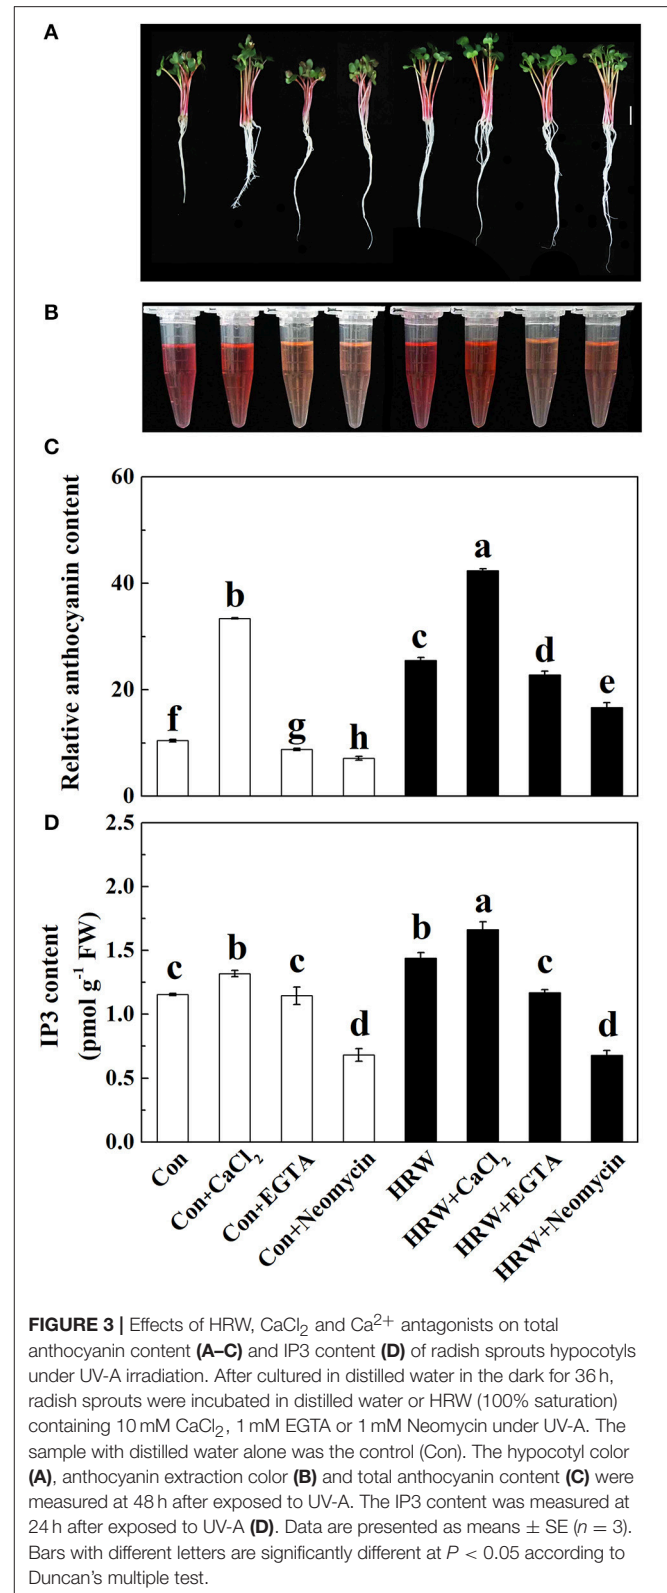 A
B
C
Relative anthocyanin content
60
40
20
0
f
b
g
h
c
a
d
e
D
IP3 content
(pmol g⁻¹ FW)
2.5
2.0
1.5
1.0
0.5
0.0
c
b
c
d
b
a
c
d
Con
Con+CaCl₂
Con+EGTA
Con+Neomycin
HRW
HRW+CaCl₂
HRW+EGTA
HRW+Neomycin
FIGURE 3 | Effects of HRW, CaCl₂ and Ca²⁺ antagonists on total
anthocyanin content (A–C) and IP3 content (D) of radish sprouts hypocotyls
under UV-A irradiation. After cultured in distilled water in the dark for 36 h,
radish sprouts were incubated in distilled water or HRW (100% saturation)
containing 10 mM CaCl₂, 1 mM EGTA or 1 mM Neomycin under UV-A. The
sample with distilled water alone was the control (Con). The hypocotyl color
(A), anthocyanin extraction color (B) and total anthocyanin content (C) were
measured at 48 h after exposed to UV-A. The IP3 content was measured at
24 h after exposed to UV-A (D). Data are presented as means ± SE (n = 3).
Bars with different letters are significantly different at P < 0.05 according to
Duncan's multiple test.